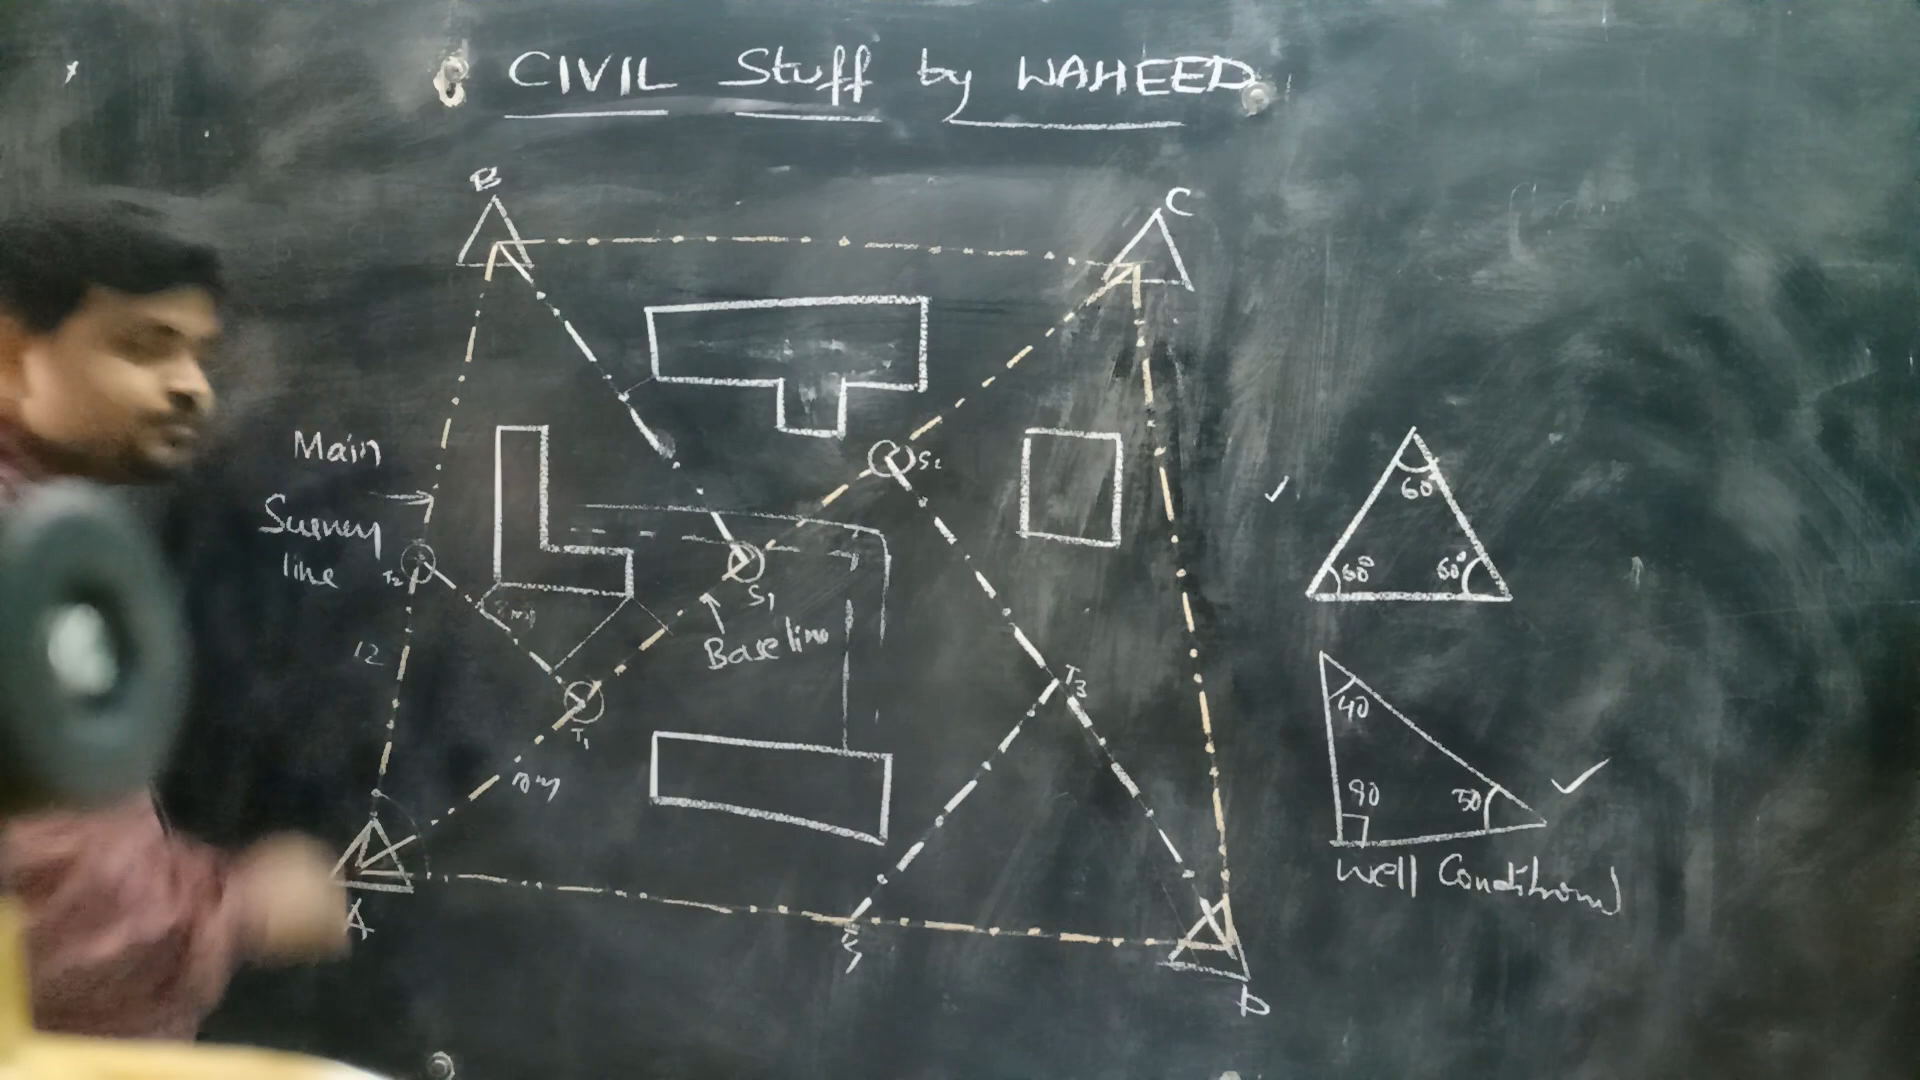 CIVIL Stuff by WAHEED
B
C
Main
Survey
line
T2
12
S2
S1
Base line
T1
T3
A
D
60
60°
60°
40
90
50
Well Conditiond